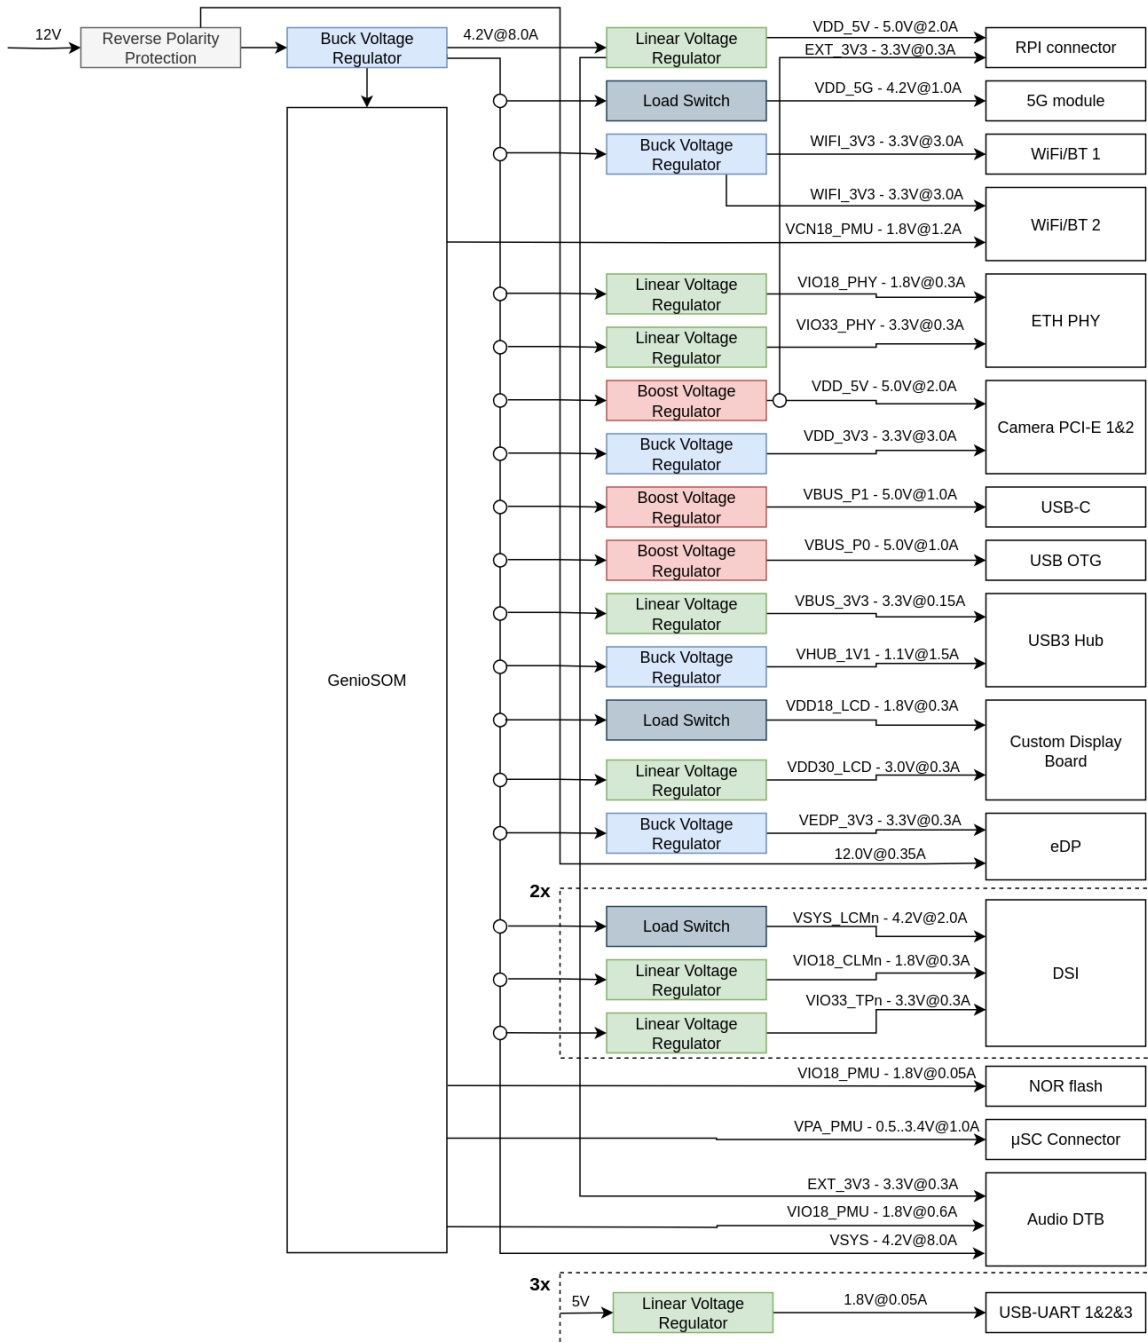 12V
Reverse Polarity
Protection
Buck Voltage
Regulator
4.2V@8.0A
Linear Voltage
Regulator
VDD_5V - 5.0V@2.0A
EXT_3V3 - 3.3V@0.3A
RPI connector
Load Switch
VDD_5G - 4.2V@1.0A
5G module
Buck Voltage
Regulator
WIFI_3V3 - 3.3V@3.0A
WiFi/BT 1
WIFI_3V3 - 3.3V@3.0A
VCN18_PMU - 1.8V@1.2A
WiFi/BT 2
Linear Voltage
Regulator
VIO18_PHY - 1.8V@0.3A
Linear Voltage
Regulator
VIO33_PHY - 3.3V@0.3A
ETH PHY
Boost Voltage
Regulator
VDD_5V - 5.0V@2.0A
Buck Voltage
Regulator
VDD_3V3 - 3.3V@3.0A
Camera PCI-E 1&2
Boost Voltage
Regulator
VBUS_P1 - 5.0V@1.0A
USB-C
Boost Voltage
Regulator
VBUS_P0 - 5.0V@1.0A
USB OTG
Linear Voltage
Regulator
VBUS_3V3 - 3.3V@0.15A
Buck Voltage
Regulator
VHUB_1V1 - 1.1V@1.5A
USB3 Hub
GenioSOM
Load Switch
VDD18_LCD - 1.8V@0.3A
Linear Voltage
Regulator
VDD30_LCD - 3.0V@0.3A
Custom Display
Board
Buck Voltage
Regulator
VEDP_3V3 - 3.3V@0.3A
12.0V@0.35A
eDP
2x
Load Switch
VSYS_LCMn - 4.2V@2.0A
Linear Voltage
Regulator
VIO18_CLMn - 1.8V@0.3A
Linear Voltage
Regulator
VIO33_TPn - 3.3V@0.3A
DSI
VIO18_PMU - 1.8V@0.05A
NOR flash
VPA_PMU - 0.5..3.4V@1.0A
µSC Connector
EXT_3V3 - 3.3V@0.3A
VIO18_PMU - 1.8V@0.6A
VSYS - 4.2V@8.0A
Audio DTB
3x
5V
Linear Voltage
Regulator
1.8V@0.05A
USB-UART 1&2&3